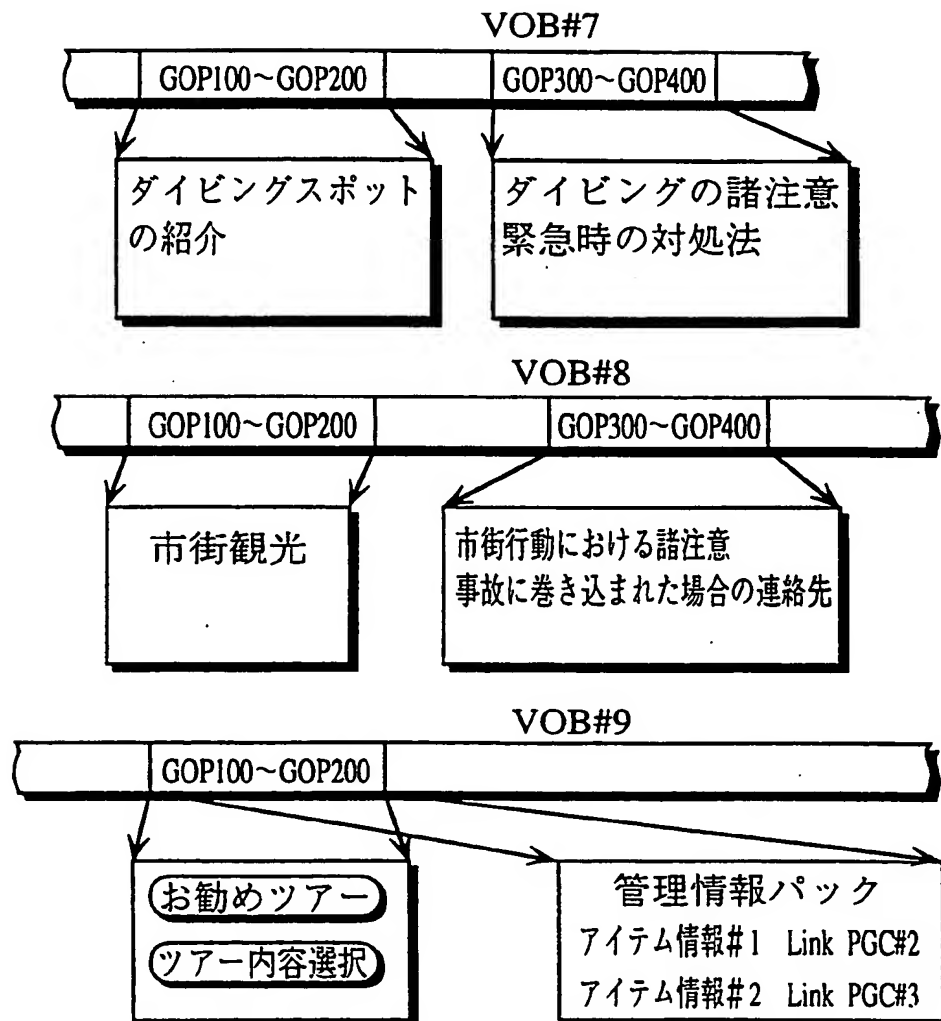 VOB#7
GOP100~GOP200
GOP300~GOP400
ダイビングスポット
の紹介
ダイビングの諸注意
緊急時の対処法
VOB#8
GOP100~GOP200
GOP300~GOP400
市街観光
市街行動における諸注意
事故に巻き込まれた場合の連絡先
VOB#9
GOP100~GOP200
お勧めツアー
ツアー内容選択
管理情報パック
アイテム情報#1 Link PGC#2
アイテム情報#2 Link PGC#3